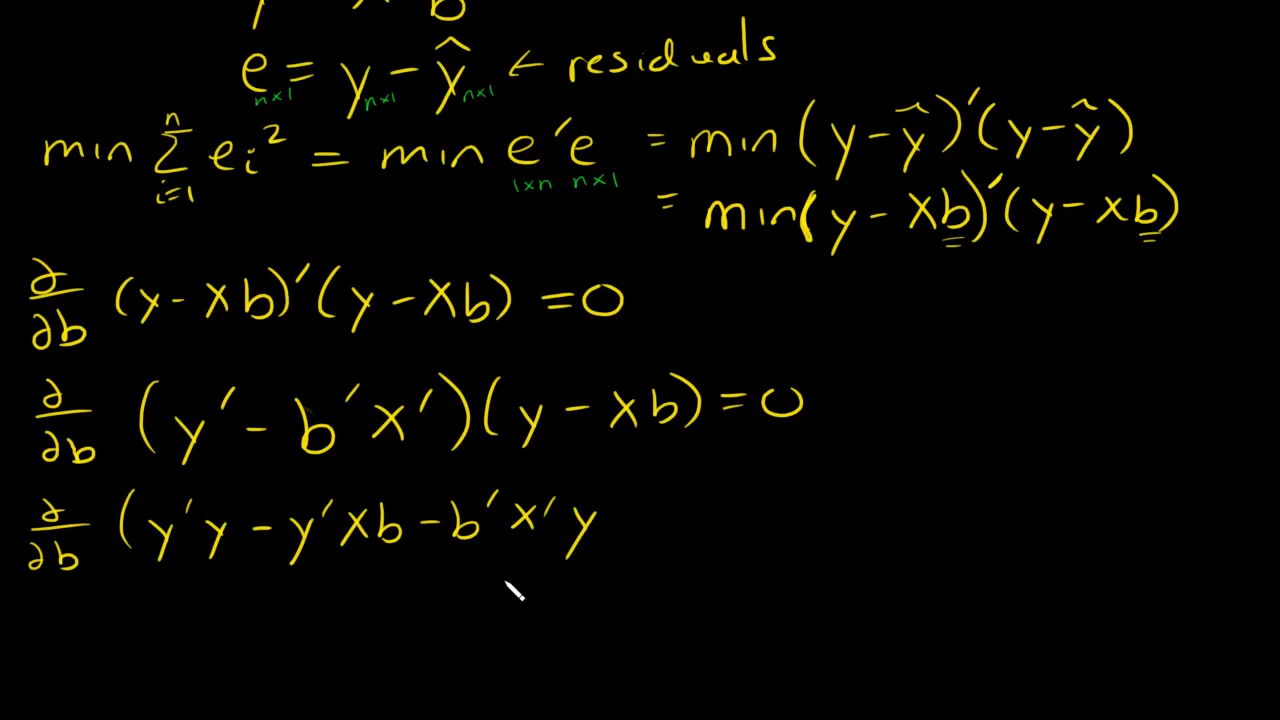 e = y - ŷ ← residuals
n×1 n×1 n×1
min Σ ei² = min e'e = min (y - ŷ)'(y - ŷ)
n
i=1
1×n n×1
= min(y - Xb)'(y - Xb)
∂/∂b (y - Xb)'(y - Xb) = 0
∂/∂b (y' - b'X')(y - Xb) = 0
∂/∂b (y'y - y'Xb - b'X'y